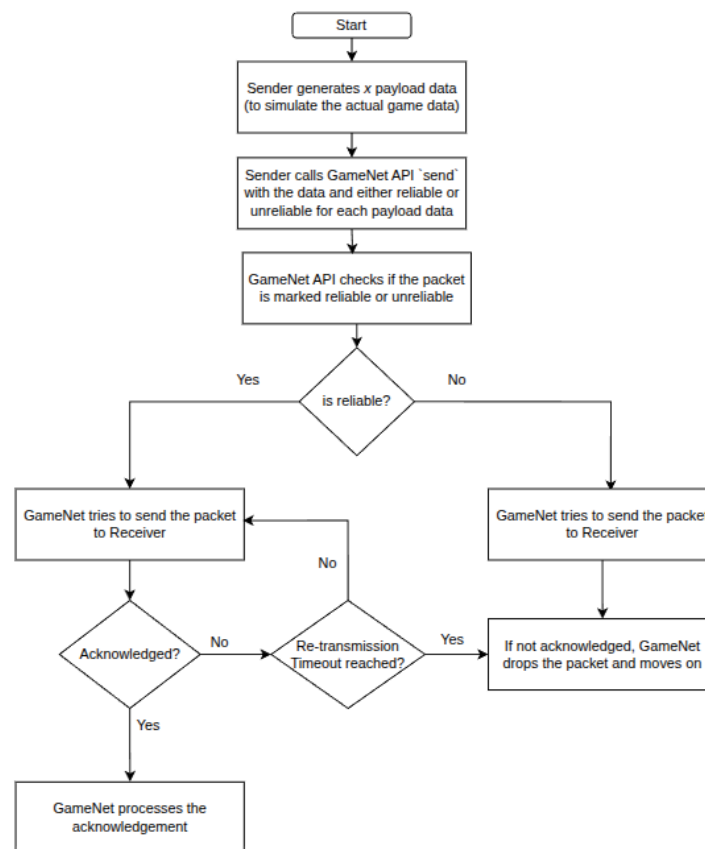 Start
Sender generates x payload data
(to simulate the actual game data)
Sender calls GameNet API `send`
with the data and either reliable or
unreliable for each payload data
GameNet API checks if the packet
is marked reliable or unreliable
Yes
No
is reliable?
GameNet tries to send the packet
to Receiver
GameNet tries to send the packet
to Receiver
No
Acknowledged?
No
Re-transmission
Timeout reached?
Yes
If not acknowledged, GameNet
drops the packet and moves on
Yes
GameNet processes the
acknowledgement